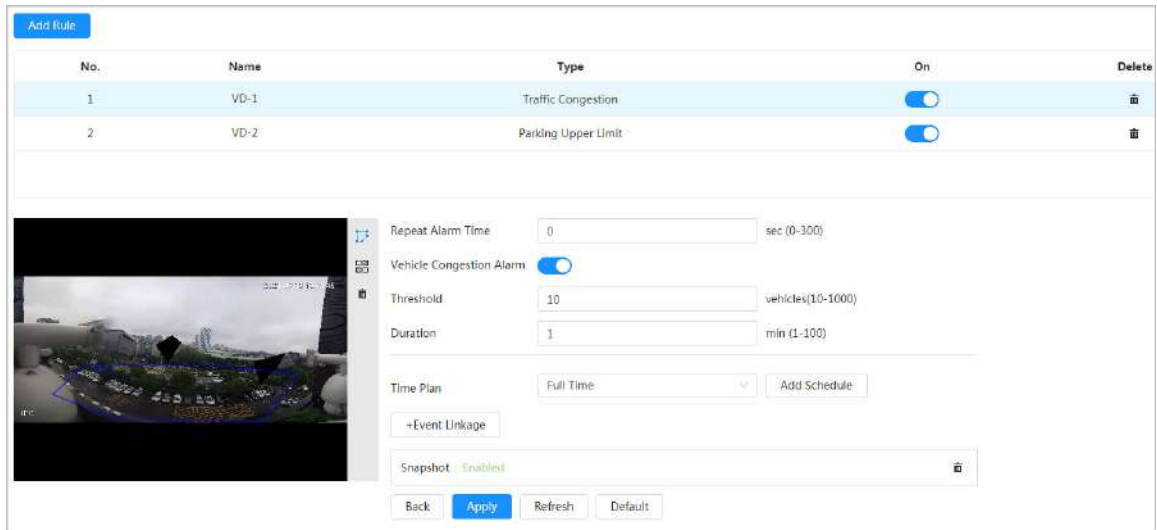 Add Rule
No. Name Type On Delete
1 VD-1 Traffic Congestion
2 VD-2 Parking Upper Limit
Repeat Alarm Time 0 sec (0-300)
Vehicle Congestion Alarm
Threshold 10 vehicles(10-1000)
Duration 1 min (1-100)
Time Plan Full Time Add Schedule
+Event Linkage
Snapshot Enabled
Back Apply Refresh Default